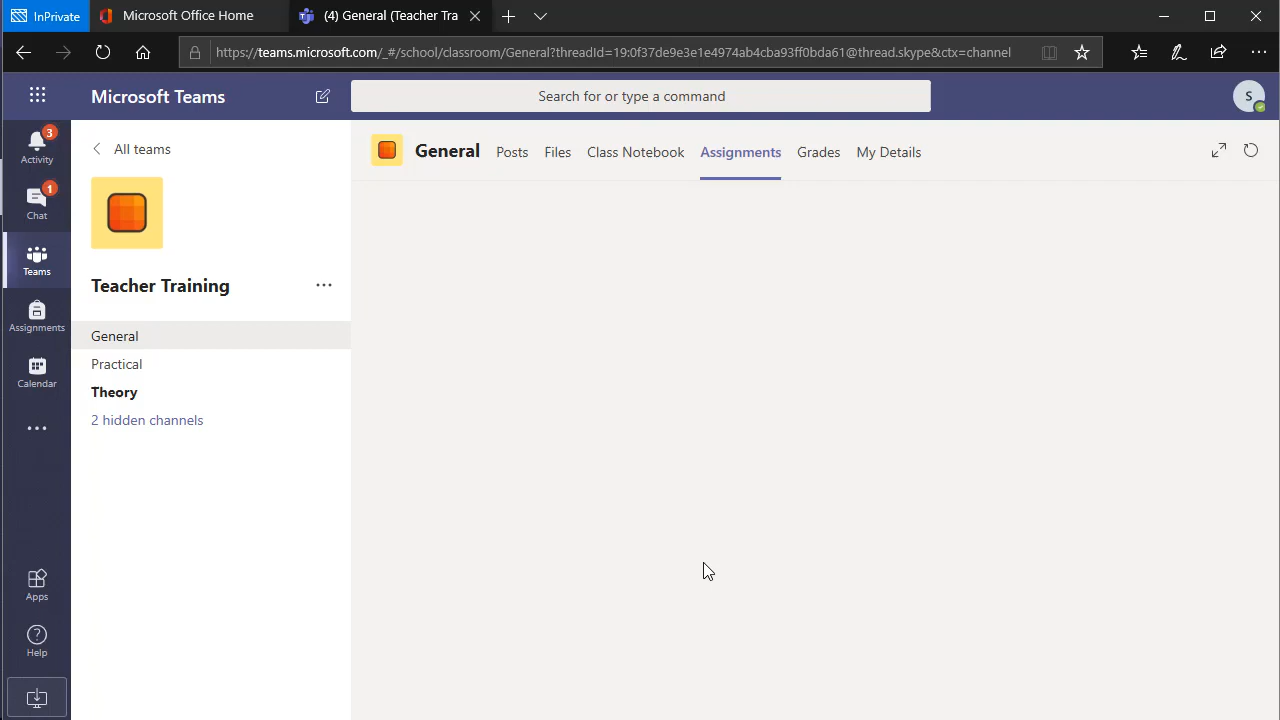 InPrivate
Microsoft Office Home
(4) General (Teacher Tra
https://teams.microsoft.com/_#/school/classroom/General?threadId=19:0f37de9e3e1e4974ab4cba93ff0bda61@thread.skype&ctx=channel
Microsoft Teams
Search for or type a command
S
3
Activity
1
Chat
Teams
Assignments
Calendar
Apps
Help
All teams
Teacher Training
General
Practical
Theory
2 hidden channels
General Posts Files Class Notebook Assignments Grades My Details